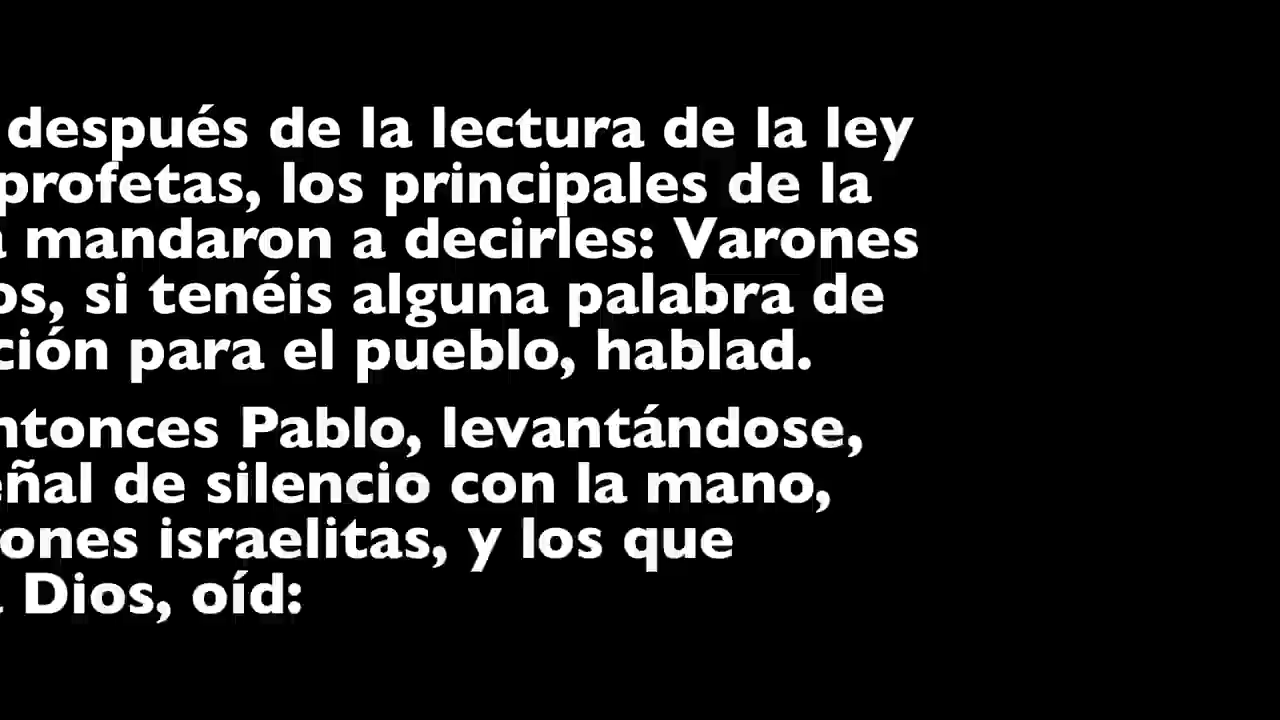 después de la lectura de la ley
profetas, los principales de la
mandaron a decirles: Varones
os, si tenéis alguna palabra de
ción para el pueblo, hablad.
ntonces Pablo, levantándose,
eñal de silencio con la mano,
ones israelitas, y los que
Dios, oíd: